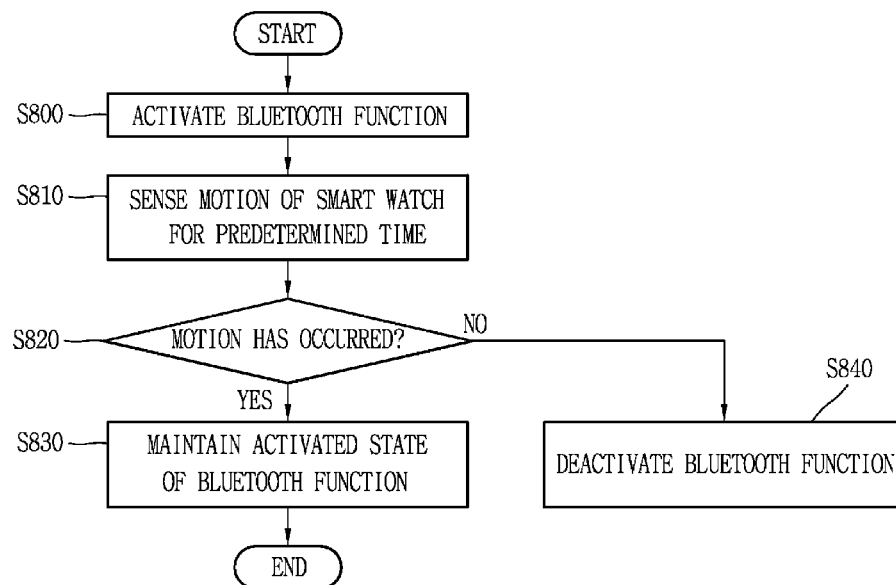 START
S800
ACTIVATE BLUETOOTH FUNCTION
S810
SENSE MOTION OF SMART WATCH
FOR PREDETERMINED TIME
S820
MOTION HAS OCCURRED?
NO
YES
S840
S830
MAINTAIN ACTIVATED STATE
OF BLUETOOTH FUNCTION
DEACTIVATE BLUETOOTH FUNCTION
END